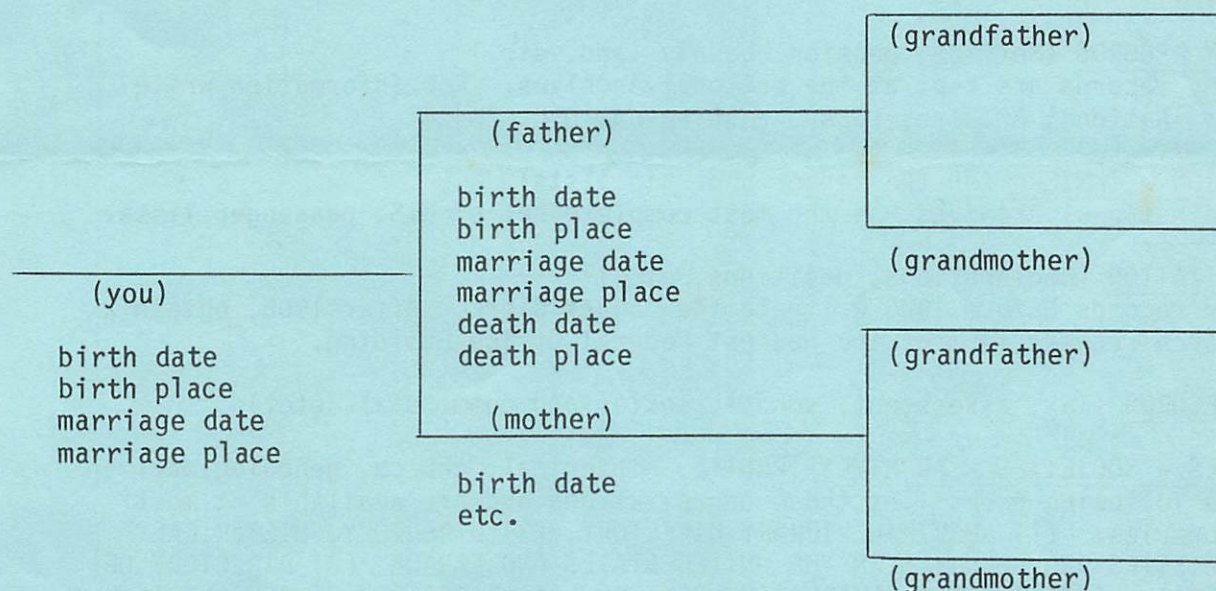 (grandfather)
(father)
birth date
birth place
marriage date
marriage place
death date
death place
(grandmother)
(you)
birth date
birth place
marriage date
marriage place
(grandfather)
(mother)
birth date
etc.
(grandmother)